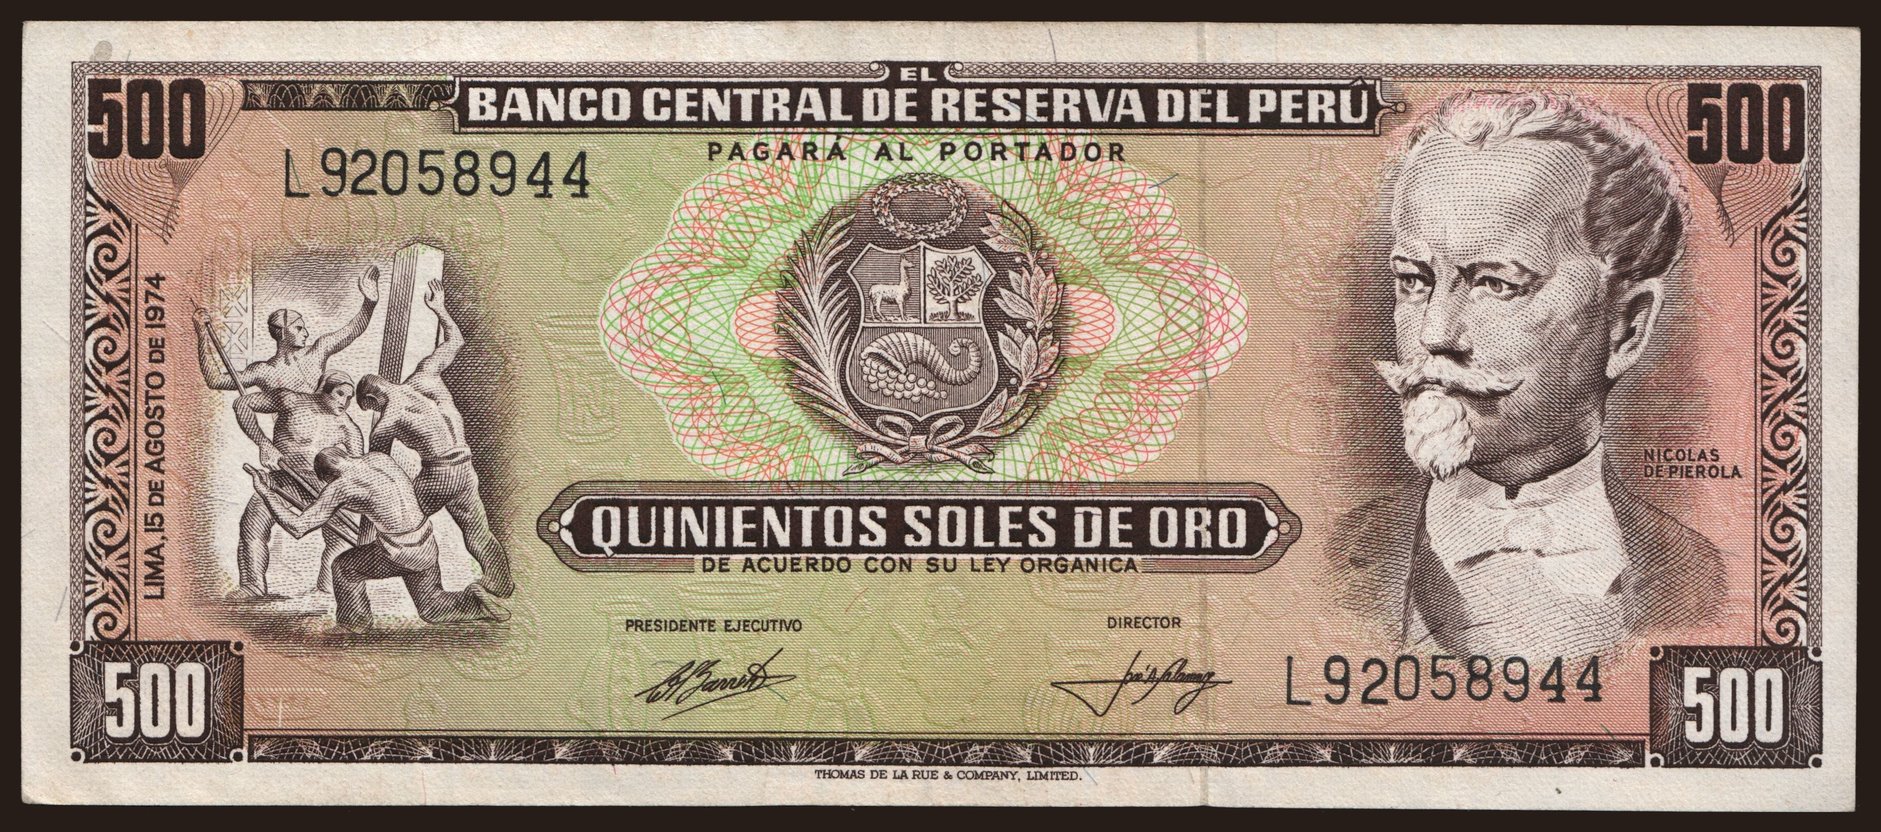 500
500
EL
BANCO CENTRAL DE RESERVA DEL PERÚ
PAGARÁ AL PORTADOR
L92058944
LIMA, 15 DE AGOSTO DE 1974
NICOLAS
DE PIEROLA
QUINIENTOS SOLES DE ORO
DE ACUERDO CON SU LEY ORGANICA
PRESIDENTE EJECUTIVO
DIRECTOR
L92058944
500
500
THOMAS DE LA RUE & COMPANY, LIMITED.